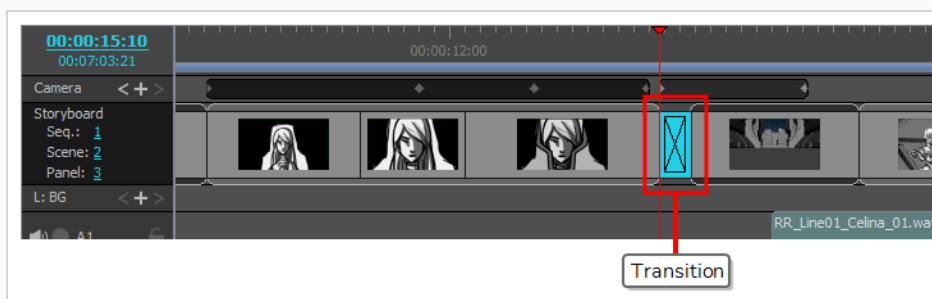 00:00:15:10
00:07:03:21
00:00:12:00
Camera
Storyboard
Seq.: 1
Scene: 2
Panel: 3
L: BG
A1
RR_Line01_Celina_01.wav
Transition